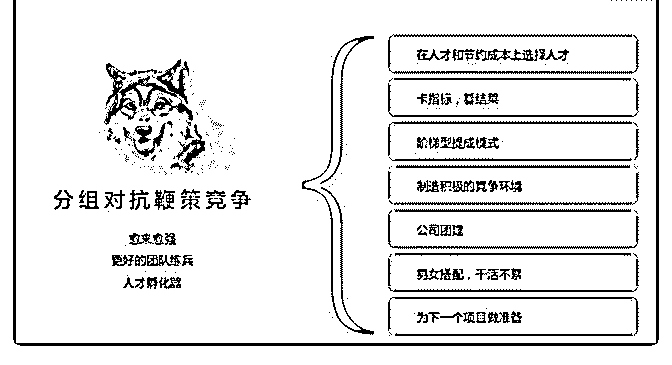 分组对抗鞭策竞争
愈来愈强
更好的团队练兵
人才孵化器
在人才和节约成本上选择人才
卡指标，看结果
阶梯型提成模式
制造积极的竞争环境
公司团建
男女搭配，干活不累
为下一个项目做准备